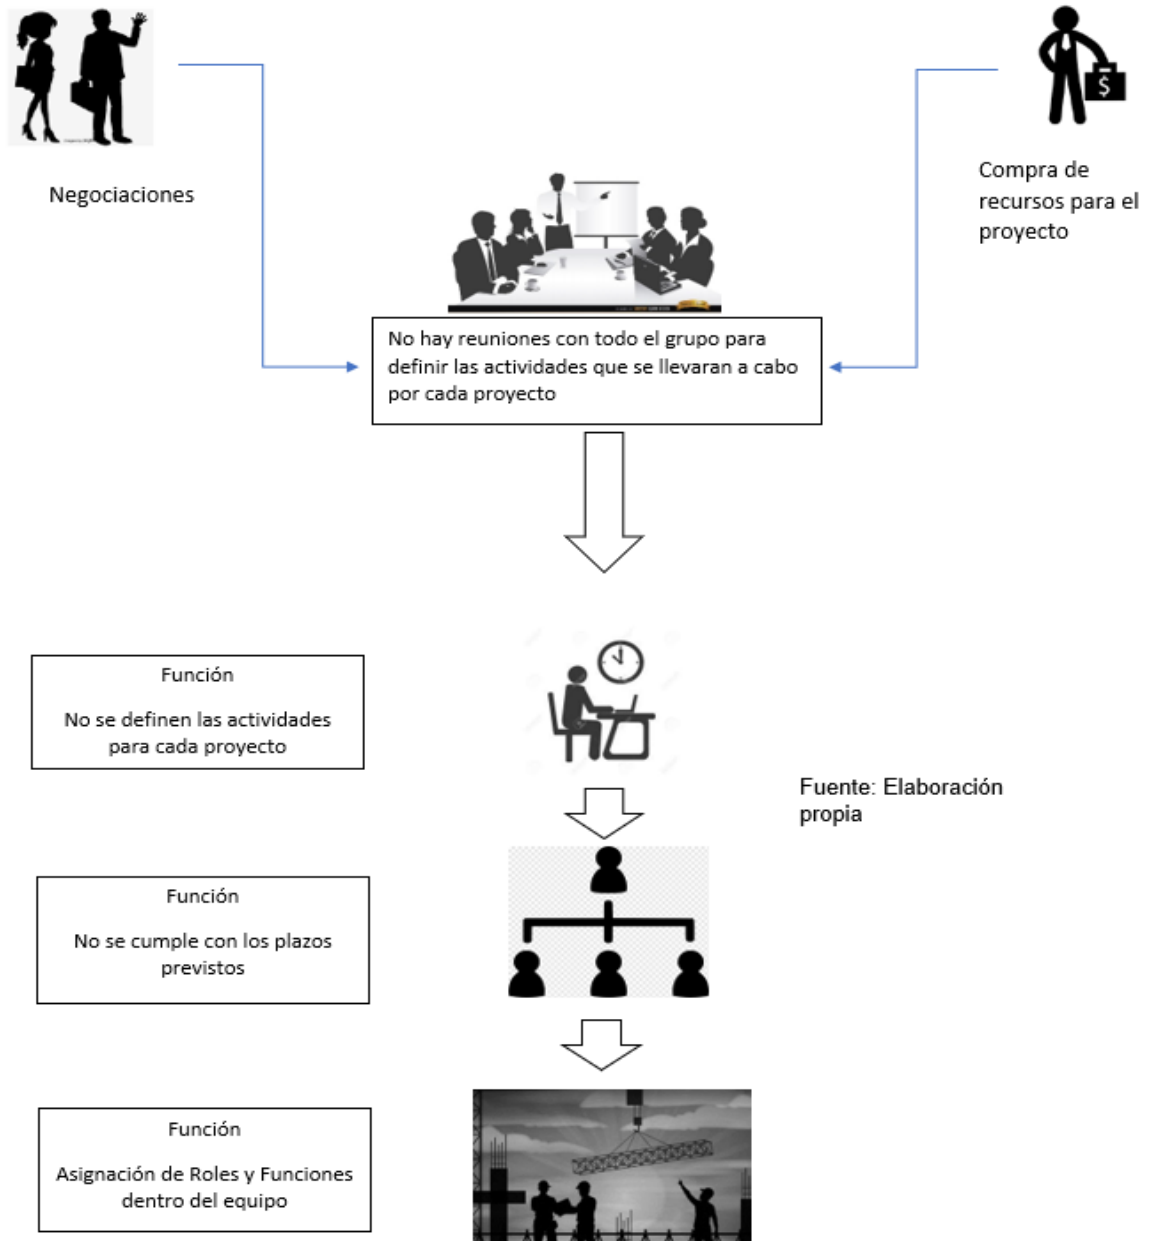 $
Negociaciones
Compra de
recursos para el
proyecto
No hay reuniones con todo el grupo para
definir las actividades que se llevaran a cabo
por cada proyecto
Función
No se definen las actividades
para cada proyecto
Fuente: Elaboración
propia
Función
No se cumple con los plazos
previstos
Función
Asignación de Roles y Funciones
dentro del equipo